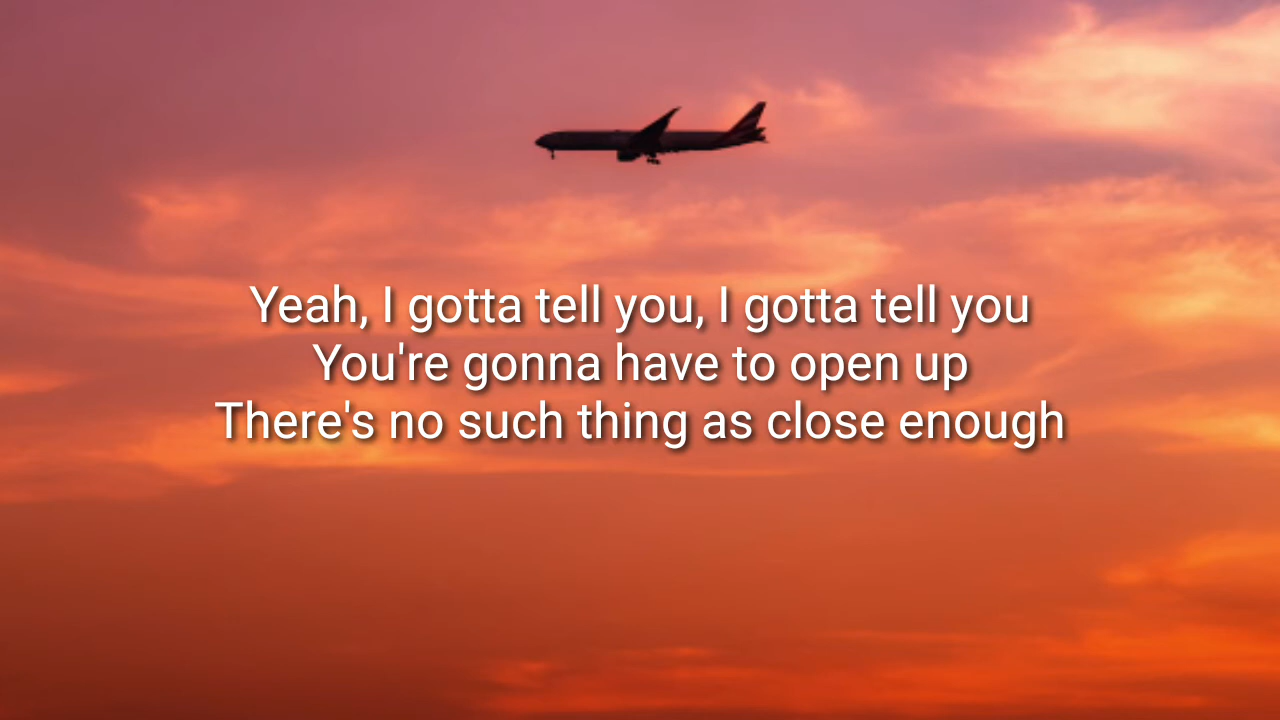 Yeah, I gotta tell you, I gotta tell you
You're gonna have to open up
There's no such thing as close enough